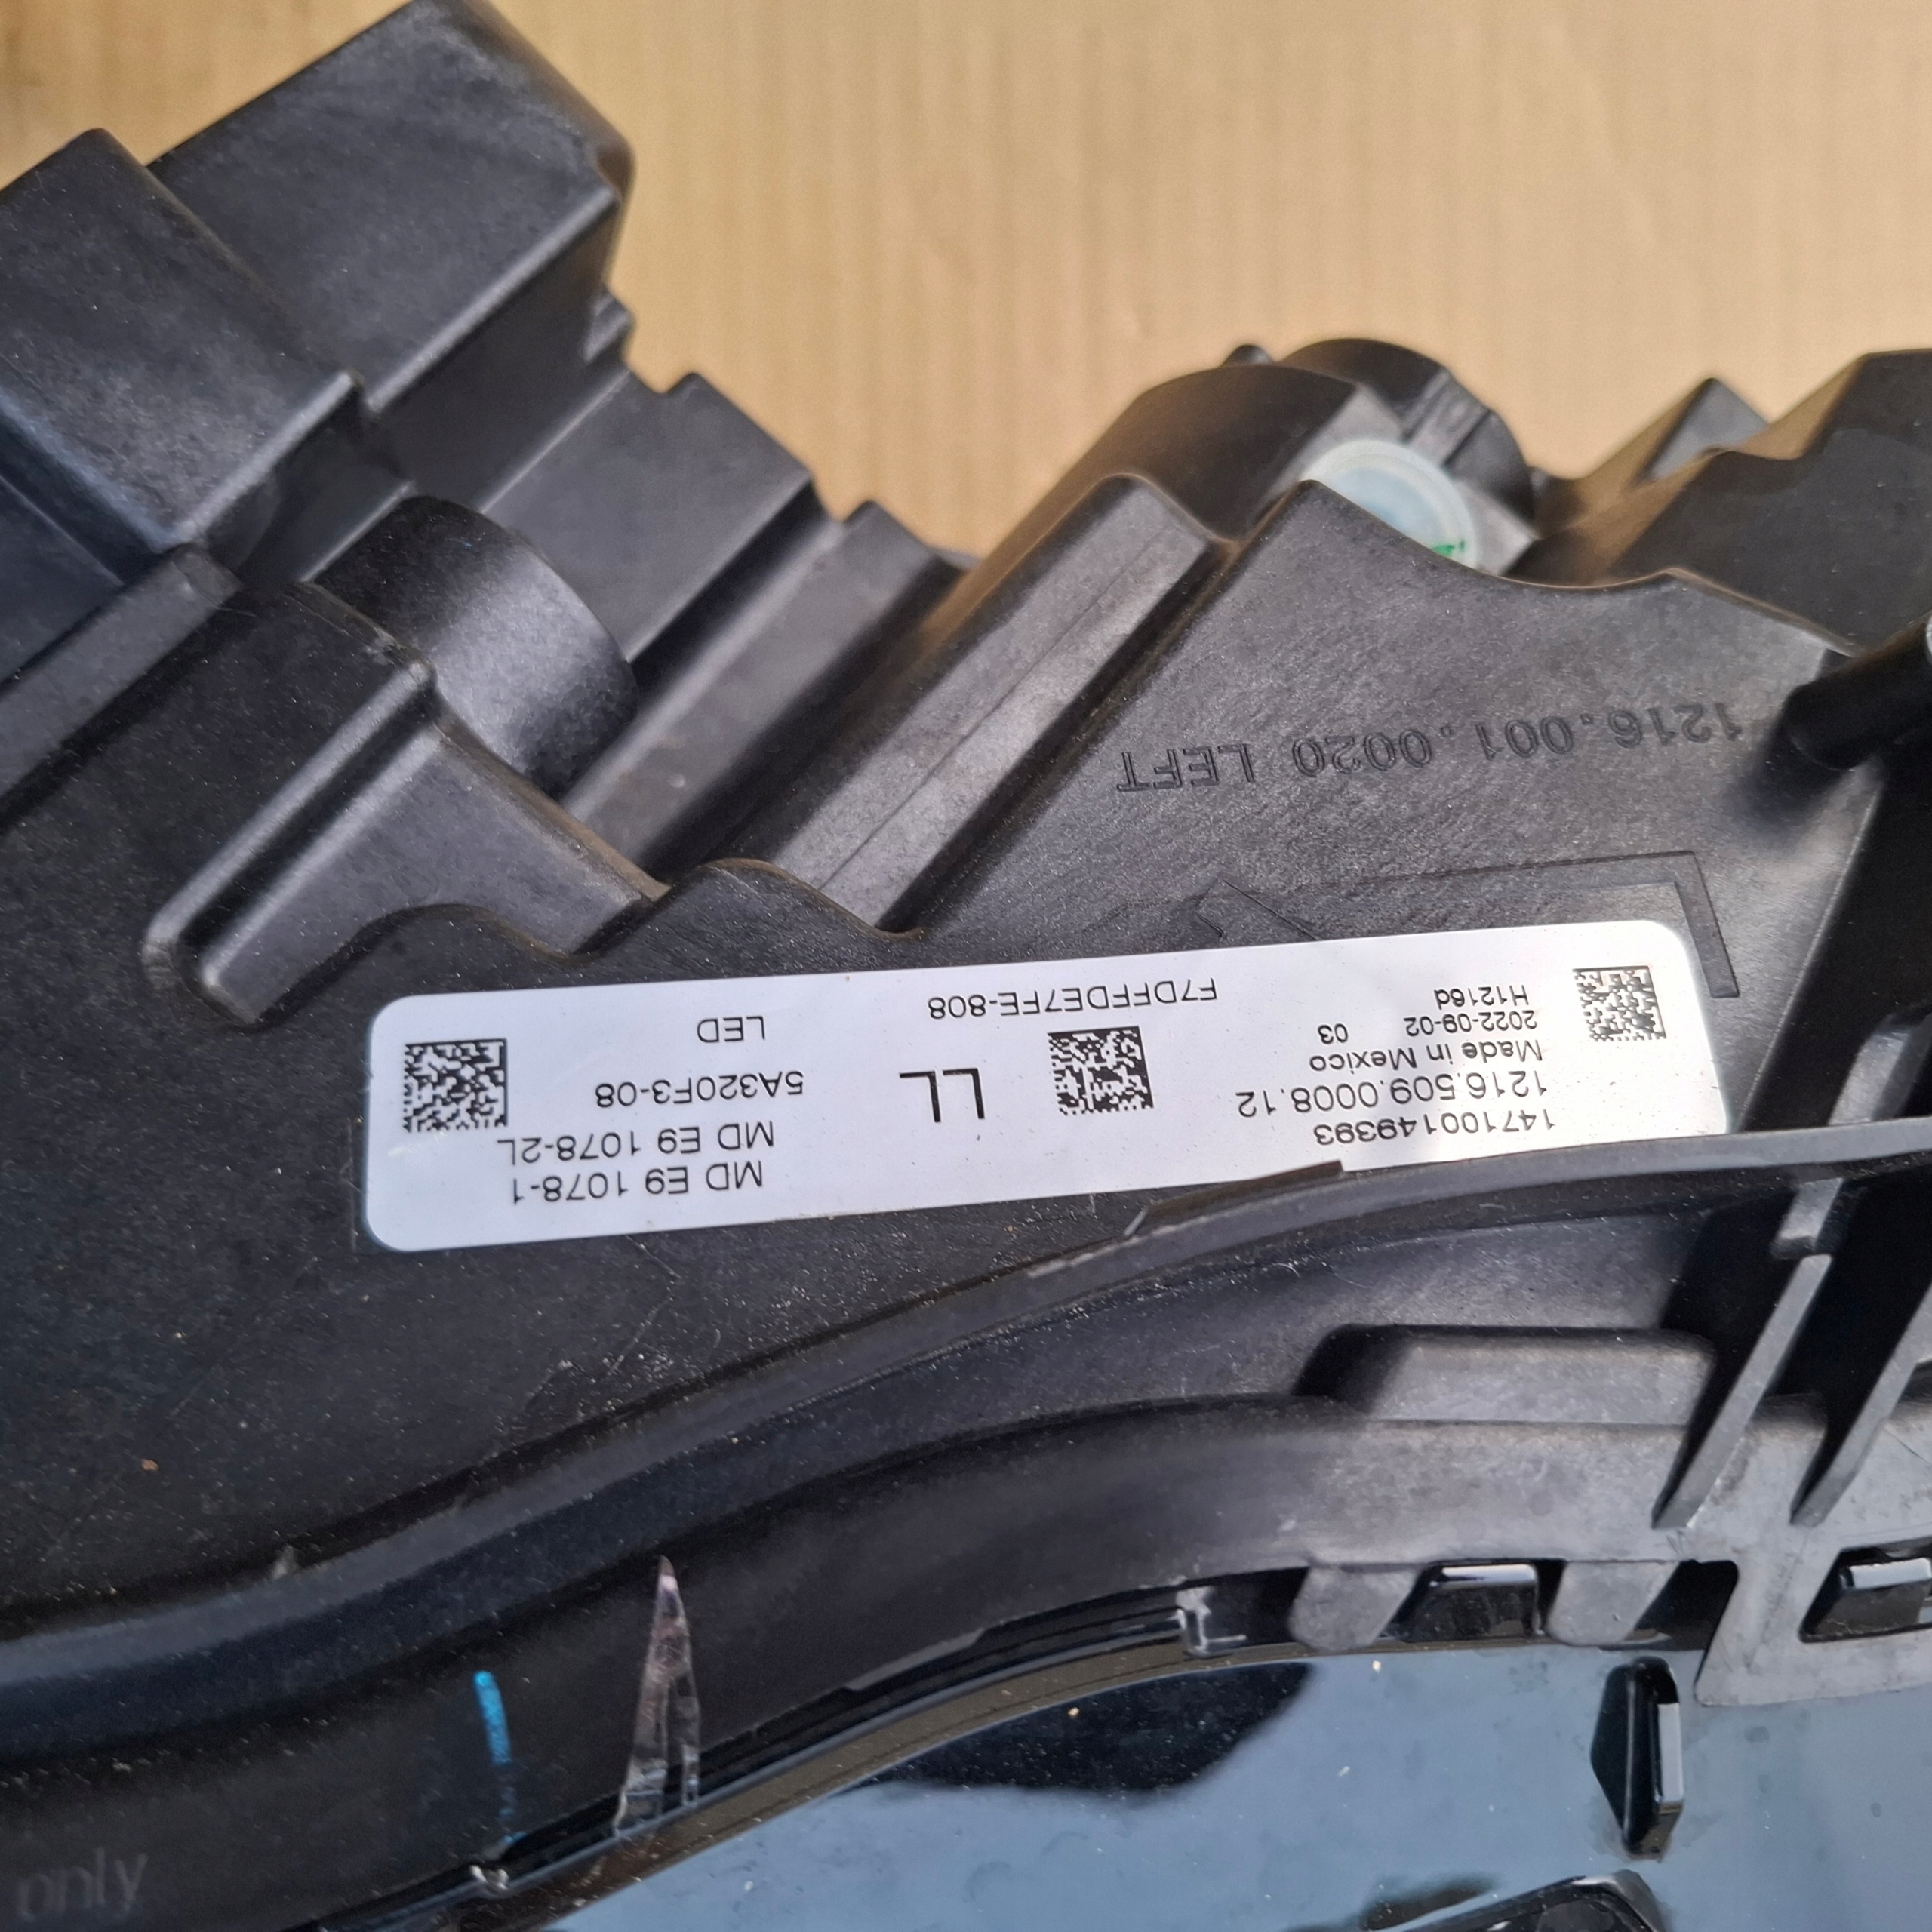 1216.001.0020 LEFT
147100149393
1216.509.0008.12
Made in Mexico
2022-09-02 03
H1216d
LL
F7DFFDE7FE-808
MD E9 1078-1
MD E9 1078-2L
5A320F3-08
LED
only